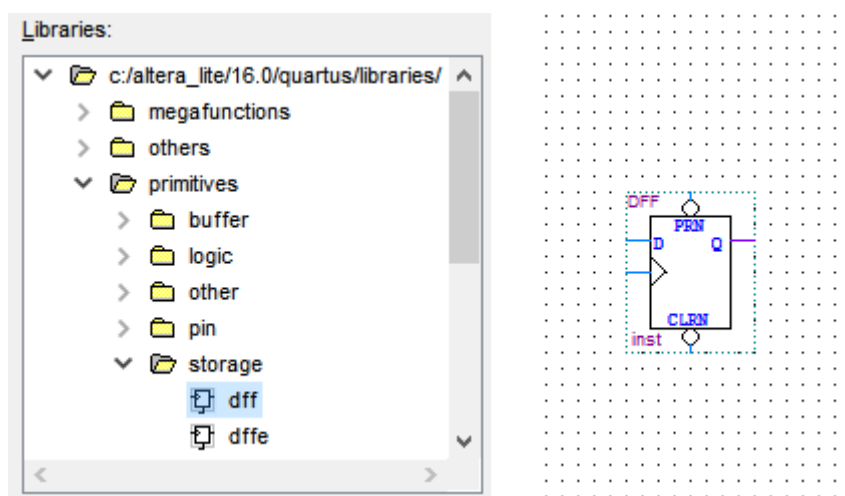 Libraries:
c:/altera_lite/16.0/quartus/libraries/
megafunctions
others
primitives
buffer
logic
other
pin
storage
dff
dffe
DFF
PRN
D Q
CLRN
inst